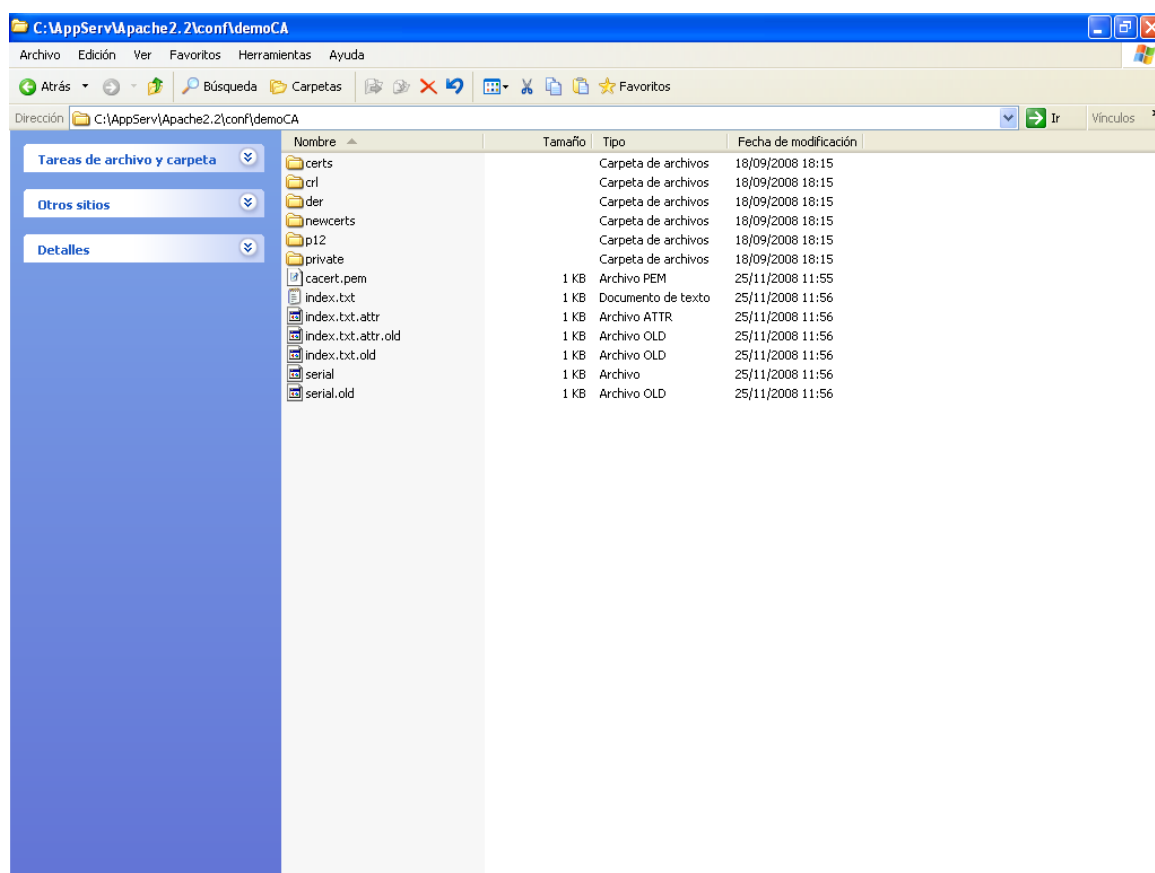 C:\AppServ\Apache2.2\conf\demoCA
Archivo Edición Ver Favoritos Herramientas Ayuda
Atrás Búsqueda Carpetas Favoritos
Dirección C:\AppServ\Apache2.2\conf\demoCA Ir Vínculos »
Nombre Tamaño Tipo Fecha de modificación
Tareas de archivo y carpeta
Otros sitios
Detalles
certs Carpeta de archivos 18/09/2008 18:15
crl Carpeta de archivos 18/09/2008 18:15
der Carpeta de archivos 18/09/2008 18:15
newcerts Carpeta de archivos 18/09/2008 18:15
p12 Carpeta de archivos 18/09/2008 18:15
private Carpeta de archivos 18/09/2008 18:15
cacert.pem 1 KB Archivo PEM 25/11/2008 11:55
index.txt 1 KB Documento de texto 25/11/2008 11:56
index.txt.attr 1 KB Archivo ATTR 25/11/2008 11:56
index.txt.attr.old 1 KB Archivo OLD 25/11/2008 11:56
index.txt.old 1 KB Archivo OLD 25/11/2008 11:56
serial 1 KB Archivo 25/11/2008 11:56
serial.old 1 KB Archivo OLD 25/11/2008 11:56